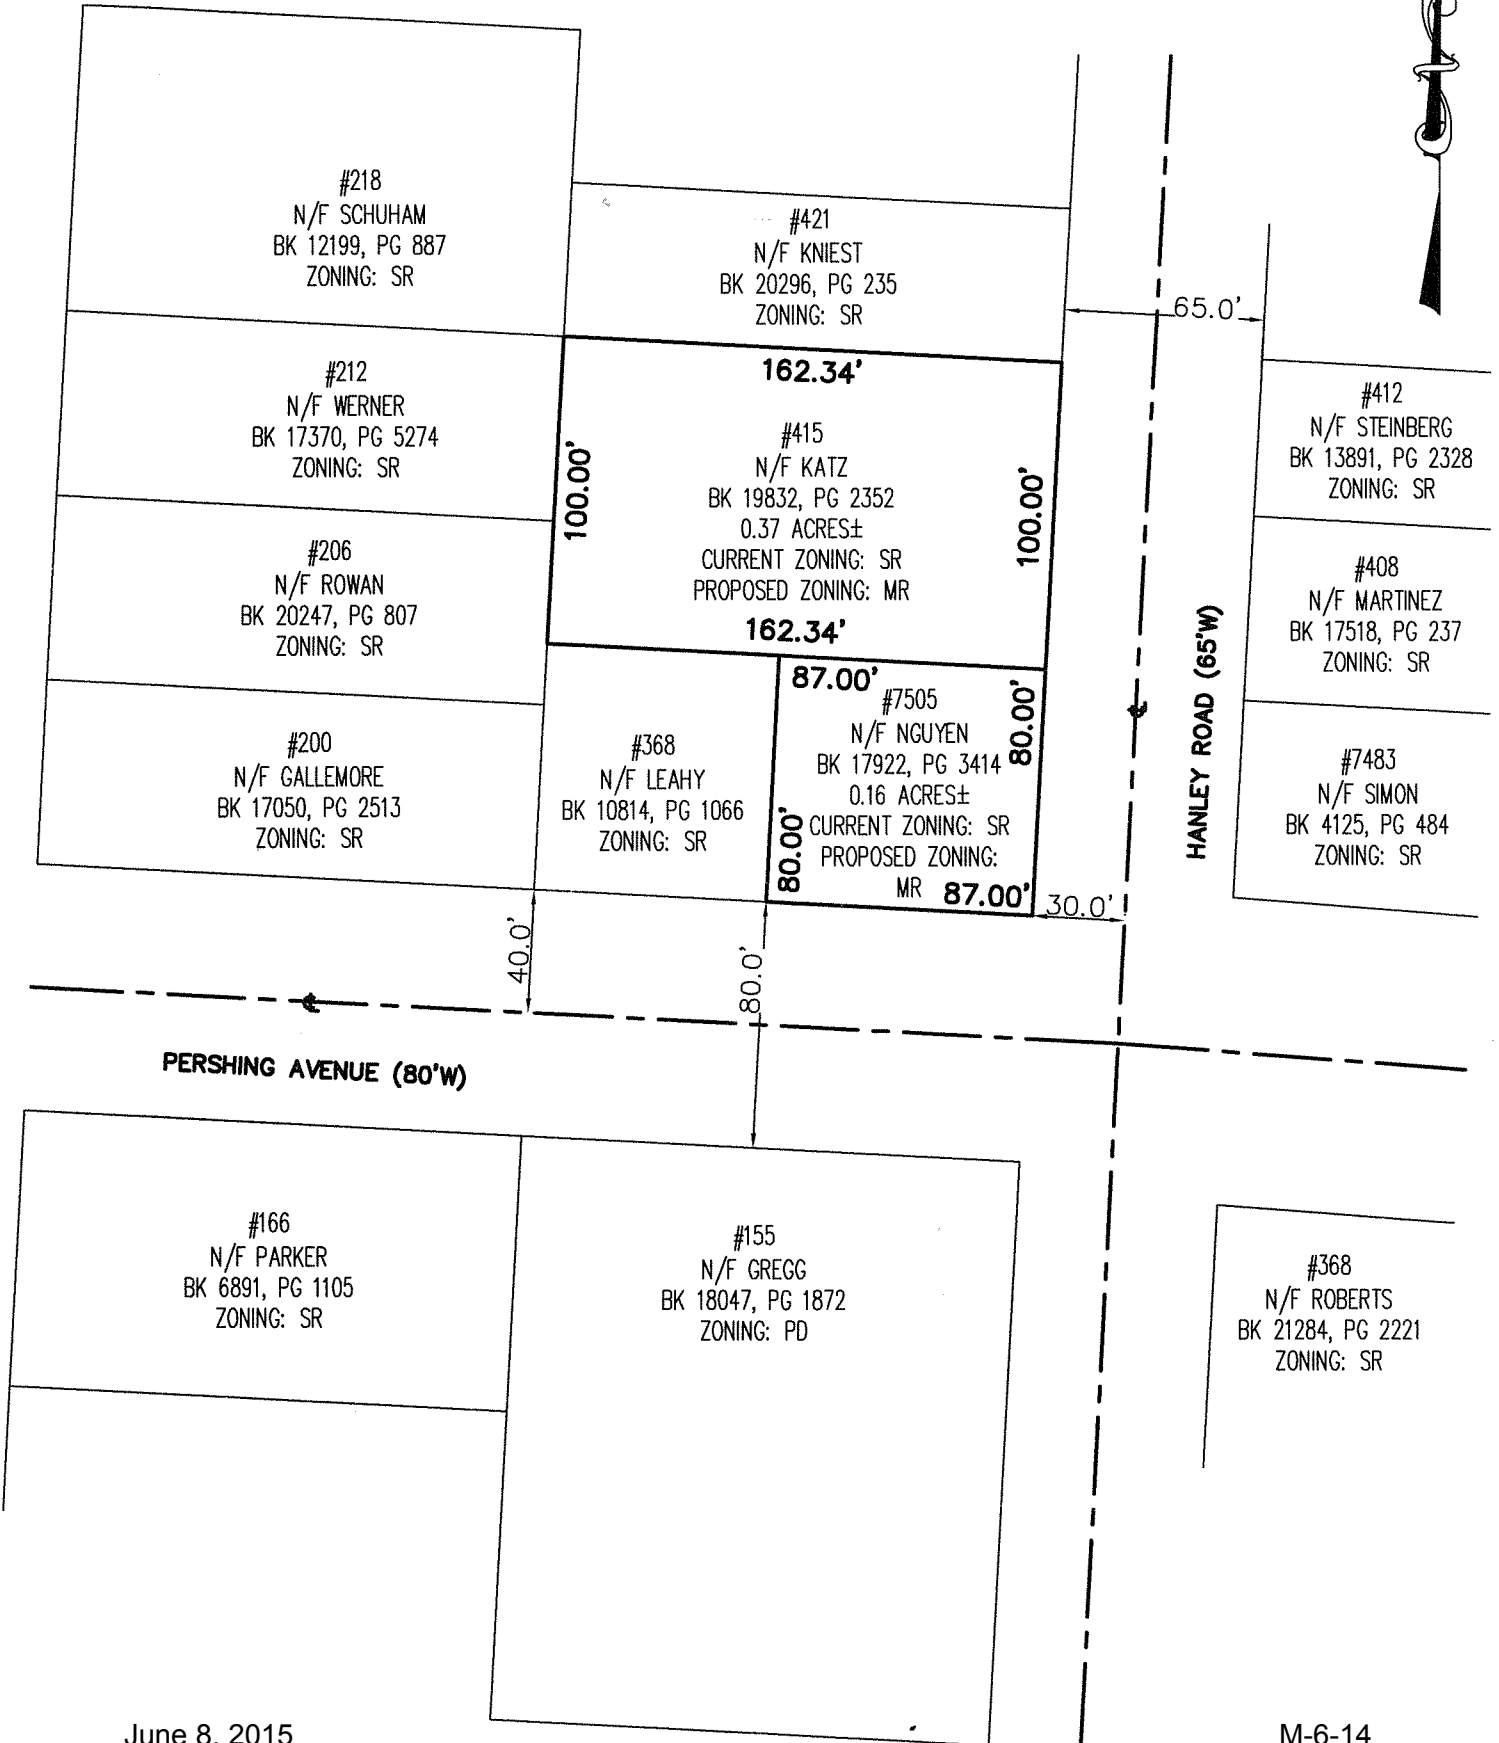 #218
N/F SCHUHAM
BK 12199, PG 887
ZONING: SR
#421
N/F KNIEST
BK 20296, PG 235
ZONING: SR
65.0'
#212
N/F WERNER
BK 17370, PG 5274
ZONING: SR
162.34'
100.00'
#415
N/F KATZ
BK 19832, PG 2352
0.37 ACRES±
CURRENT ZONING: SR
PROPOSED ZONING: MR
100.00'
162.34'
#412
N/F STEINBERG
BK 13891, PG 2328
ZONING: SR
#206
N/F ROWAN
BK 20247, PG 807
ZONING: SR
#408
N/F MARTINEZ
BK 17518, PG 237
ZONING: SR
HANLEY ROAD (65'W)
#200
N/F GALLEMORE
BK 17050, PG 2513
ZONING: SR
#368
N/F LEAHY
BK 10814, PG 1066
ZONING: SR
87.00'
#7505
N/F NGUYEN
BK 17922, PG 3414
0.16 ACRES±
CURRENT ZONING: SR
PROPOSED ZONING:
MR
80.00'
80.00'
87.00'
30.0'
#7483
N/F SIMON
BK 4125, PG 484
ZONING: SR
40.0'
80.0'
PERSHING AVENUE (80'W)
#166
N/F PARKER
BK 6891, PG 1105
ZONING: SR
#155
N/F GREGG
BK 18047, PG 1872
ZONING: PD
#368
N/F ROBERTS
BK 21284, PG 2221
ZONING: SR
June 8, 2015
M-6-14